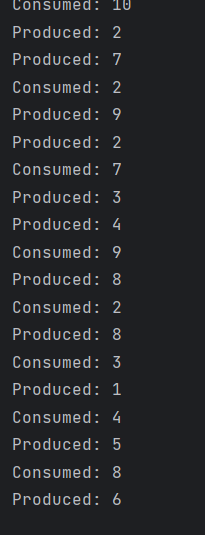 Consumed: 10
Produced: 2
Produced: 7
Consumed: 2
Produced: 9
Produced: 2
Consumed: 7
Produced: 3
Produced: 4
Consumed: 9
Produced: 8
Consumed: 2
Produced: 8
Consumed: 3
Produced: 1
Consumed: 4
Produced: 5
Consumed: 8
Produced: 6